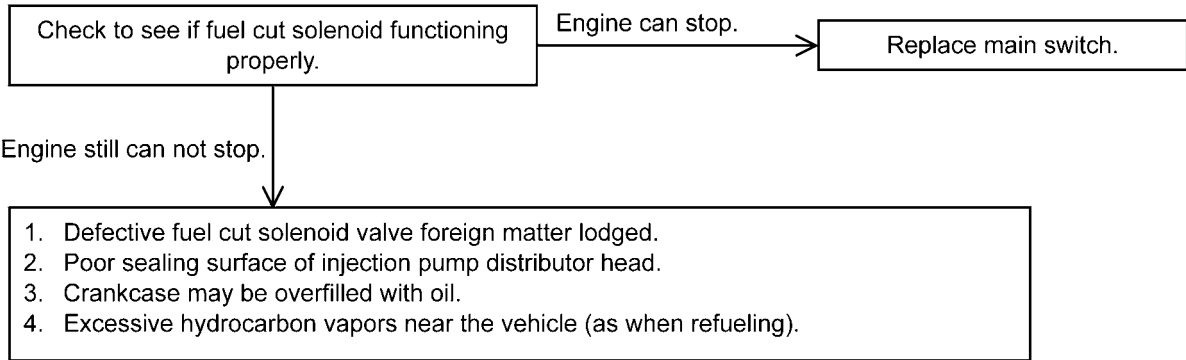 Check to see if fuel cut solenoid functioning
properly.
Engine can stop.
Replace main switch.
Engine still can not stop.
1. Defective fuel cut solenoid valve foreign matter lodged.
2. Poor sealing surface of injection pump distributor head.
3. Crankcase may be overfilled with oil.
4. Excessive hydrocarbon vapors near the vehicle (as when refueling).